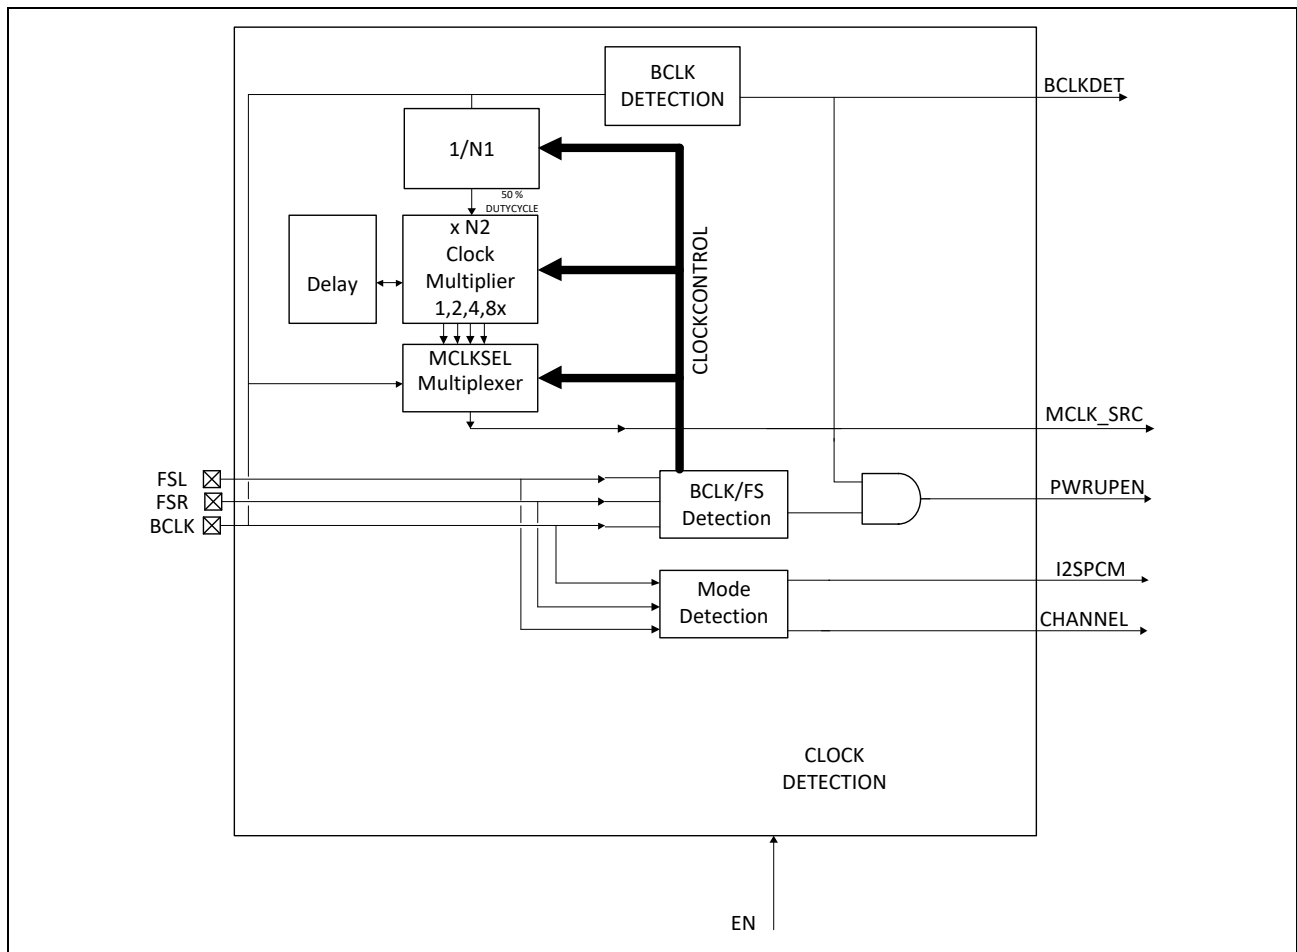 BCLK
DETECTION
BCLKDET
1/N1
50 %
DUTYCYCLE
x N2
Clock
Multiplier
1,2,4,8x
Delay
CLOCKCONTROL
MCLKSEL
Multiplexer
MCLK_SRC
FSL
FSR
BCLK
BCLK/FS
Detection
PWRUPEN
Mode
Detection
I2SPCM
CHANNEL
CLOCK
DETECTION
EN